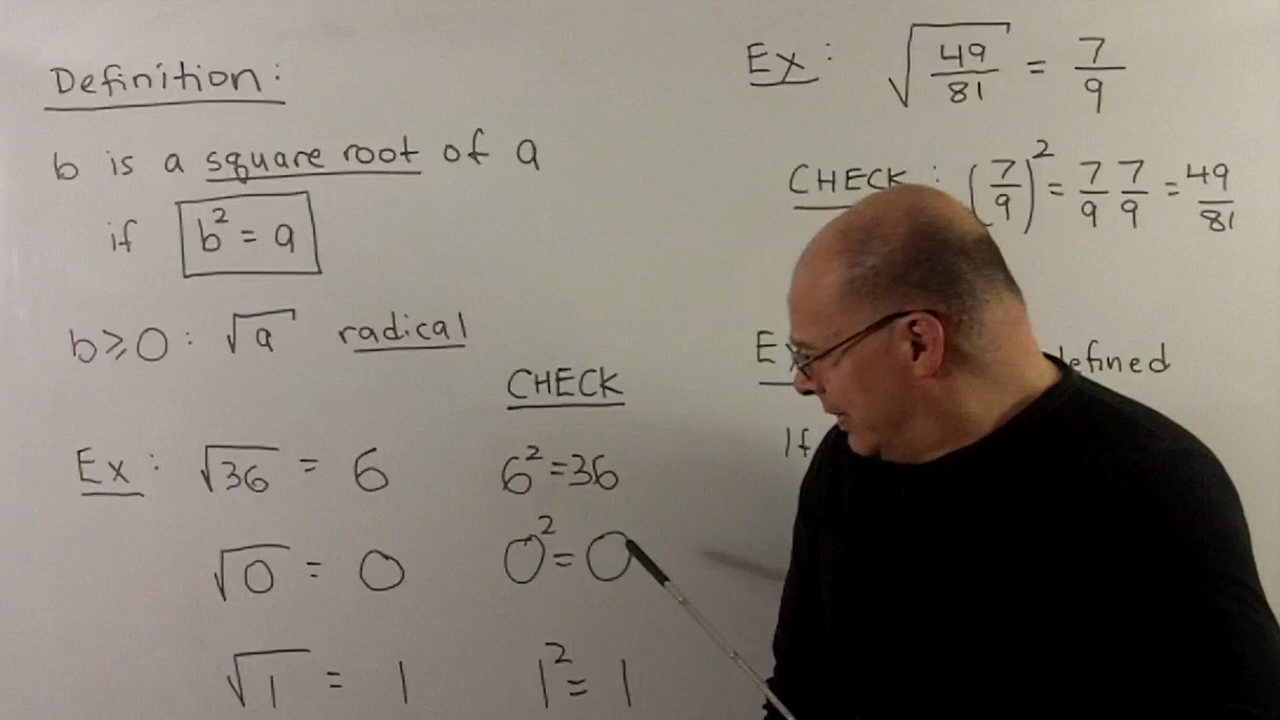 Definition:
b is a square root of a
if b² = a
b ≥ 0 : √a radical
CHECK
Ex: √36 = 6 6² = 36
√0 = 0 0² = 0
√1 = 1 1² = 1
Ex: √(49/81) = 7/9
CHECK: (7/9)² = 7/9 7/9 = 49/81
If